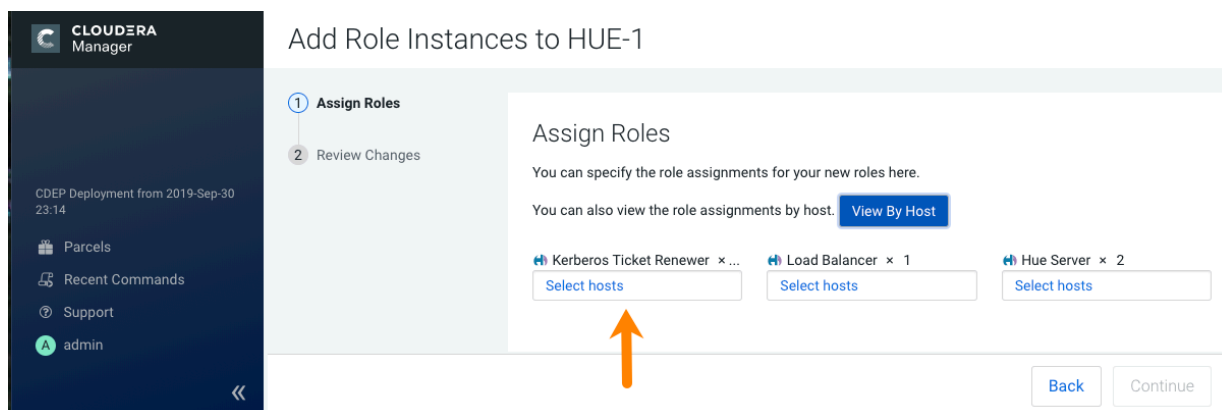 CLOUDERA
Manager
Add Role Instances to HUE-1
1 Assign Roles
2 Review Changes
CDEP Deployment from 2019-Sep-30
23:14
Parcels
Recent Commands
Support
A admin
Assign Roles
You can specify the role assignments for your new roles here.
You can also view the role assignments by host. View By Host
Kerberos Ticket Renewer × ... Load Balancer × 1 Hue Server × 2
Select hosts Select hosts Select hosts
Back Continue